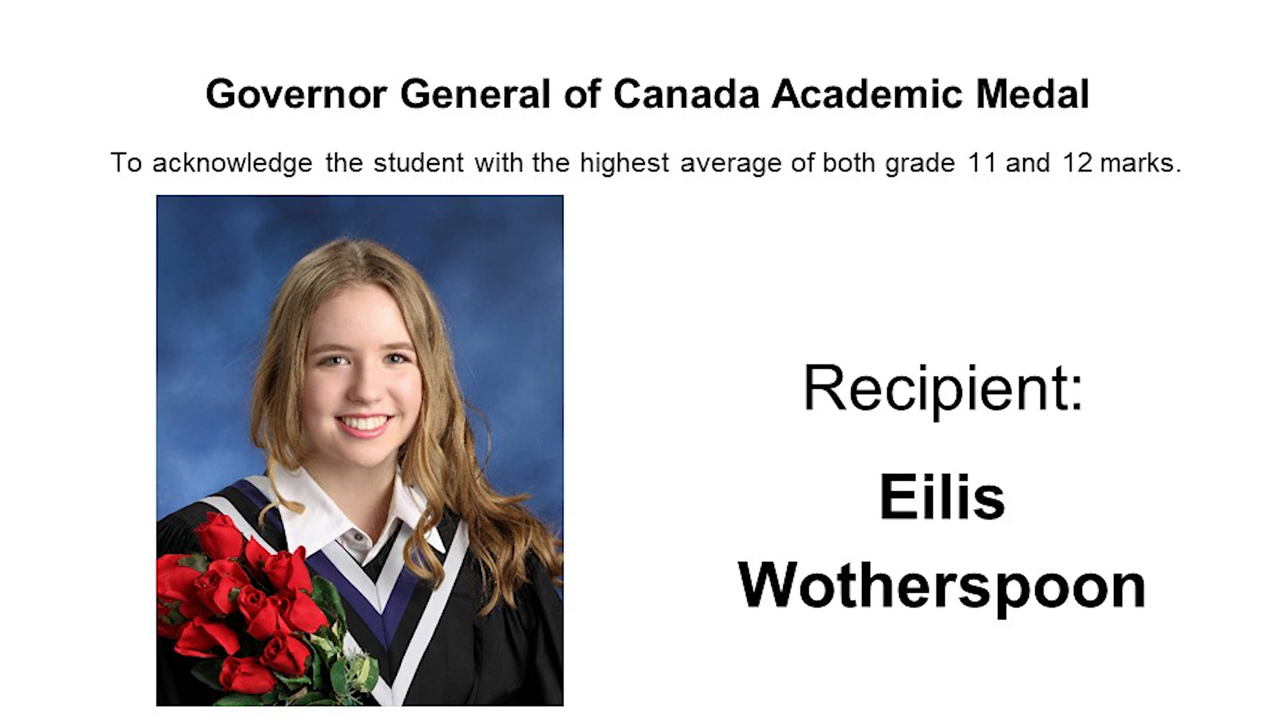 Governor General of Canada Academic Medal
To acknowledge the student with the highest average of both grade 11 and 12 marks.
Recipient:
Eilis
Wotherspoon